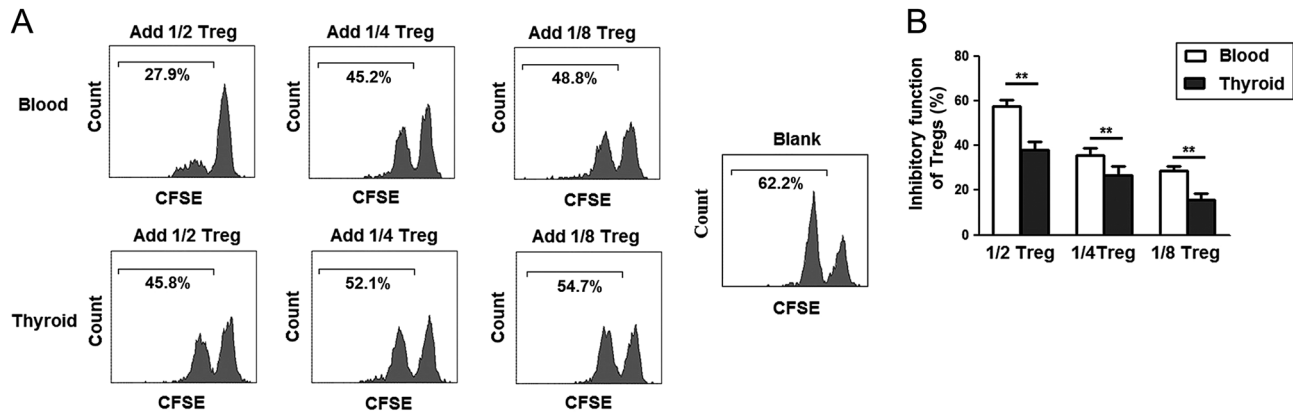 A
Add 1/2 Treg
Add 1/4 Treg
Add 1/8 Treg
Blood
Count
27.9%
CFSE
Count
45.2%
CFSE
Count
48.8%
CFSE
Thyroid
Add 1/2 Treg
Add 1/4 Treg
Add 1/8 Treg
Count
45.8%
CFSE
Count
52.1%
CFSE
Count
54.7%
CFSE
Blank
Count
62.2%
CFSE
B
Inhibitory function
of Tregs (%)
80
60
40
20
0
**
**
**
Blood
Thyroid
1/2 Treg
1/4Treg
1/8 Treg